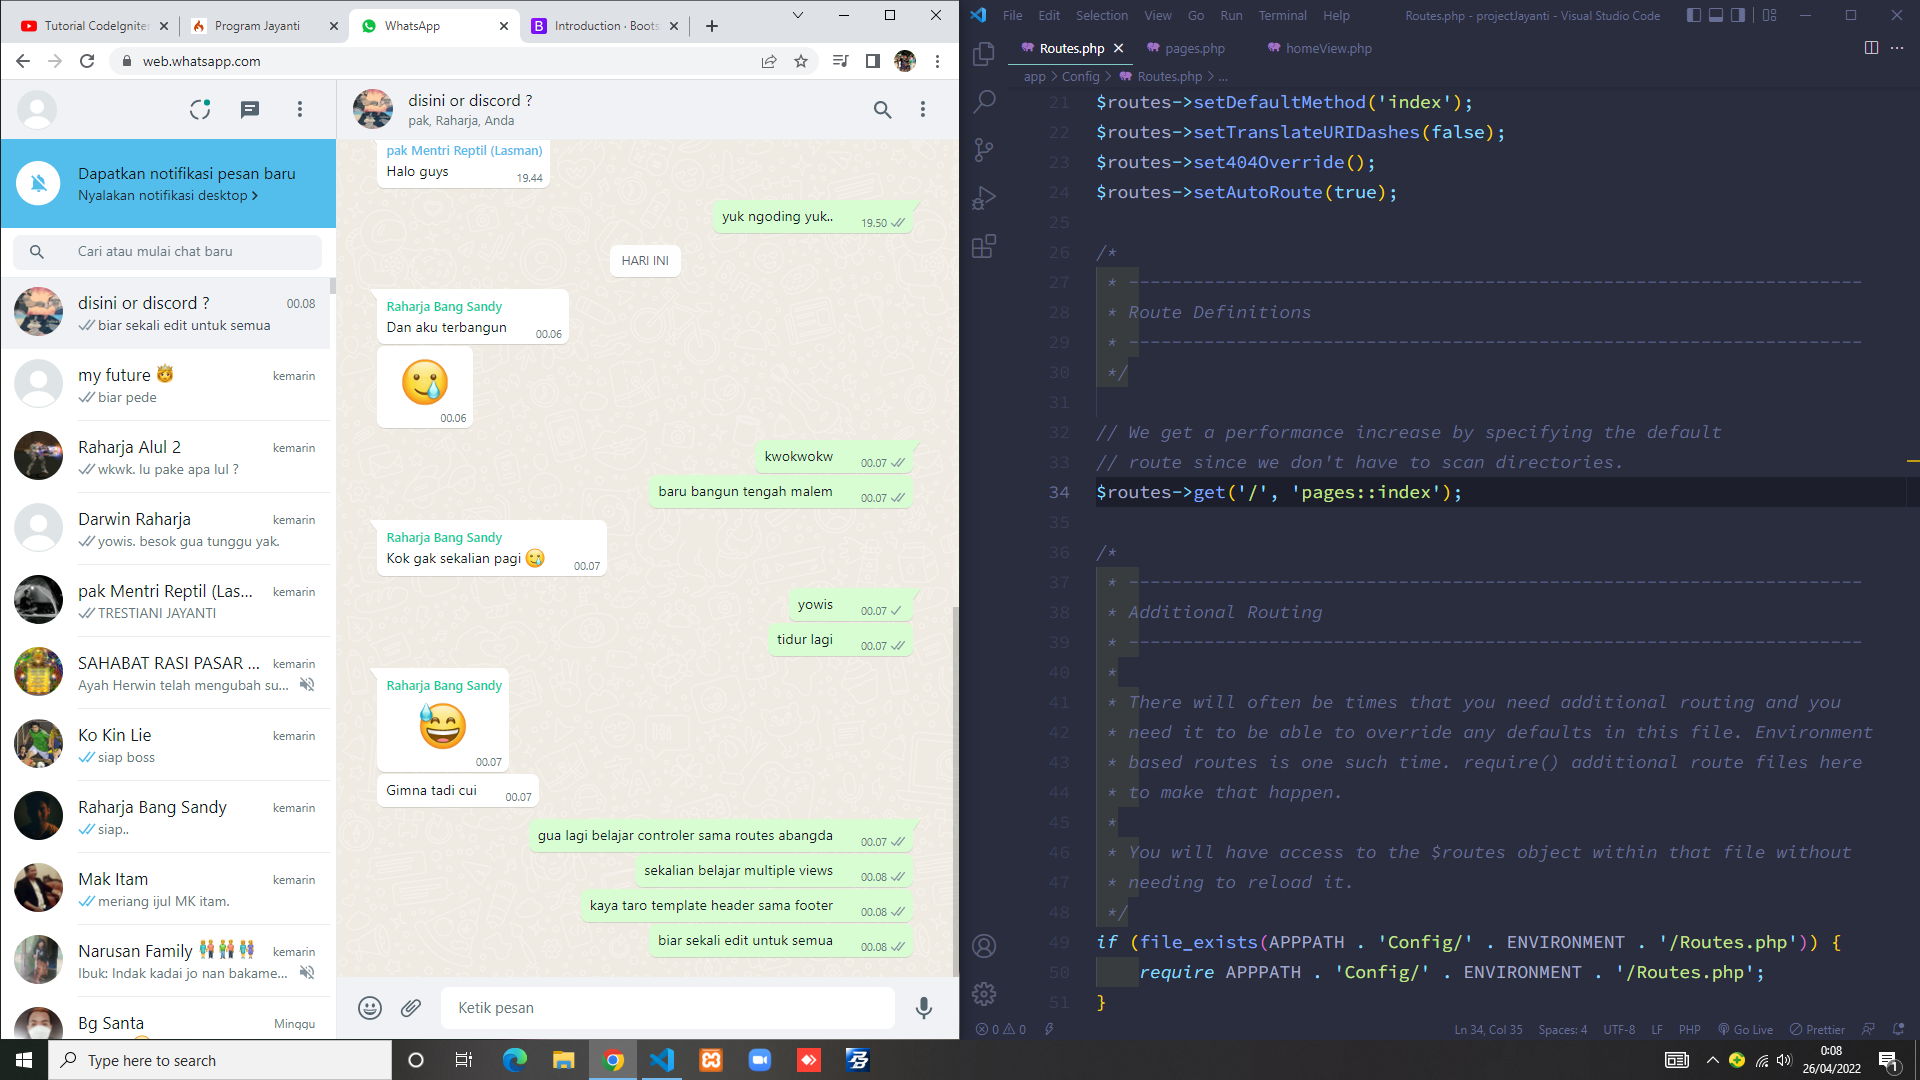 Tutorial CodeIgniter
Program Jayanti
WhatsApp
Introduction · Boots
web.whatsapp.com
Dapatkan notifikasi pesan baru
Nyalakan notifikasi desktop >
Cari atau mulai chat baru
disini or discord ? 00.08
biar sekali edit untuk semua
my future kemarin
biar pede
Raharja Alul 2 kemarin
wkwk. lu pake apa lul ?
Darwin Raharja kemarin
yowis. besok gua tunggu yak.
pak Mentri Reptil (Las... kemarin
TRESTIANI JAYANTI
SAHABAT RASI PASAR ... kemarin
Ayah Herwin telah mengubah su...
Ko Kin Lie kemarin
siap boss
Raharja Bang Sandy kemarin
siap..
Mak Itam kemarin
meriang ijul MK itam.
Narusan Family kemarin
Ibuk: Indak kadai jo nan bakame...
Bg Santa Minggu
disini or discord ?
pak, Raharja, Anda
pak Mentri Reptil (Lasman)
Halo guys 19.44
yuk ngoding yuk.. 19.50
HARI INI
Raharja Bang Sandy
Dan aku terbangun 00.06
00.06
kwokwokw 00.07
baru bangun tengah malem 00.07
Raharja Bang Sandy
Kok gak sekalian pagi 00.07
yowis 00.07
tidur lagi 00.07
Raharja Bang Sandy
00.07
Gimna tadi cui 00.07
gua lagi belajar controler sama routes abangda 00.07
sekalian belajar multiple views 00.08
kaya taro template header sama footer 00.08
biar sekali edit untuk semua 00.08
Ketik pesan
File Edit Selection View Go Run Terminal Help Routes.php - projectJayanti - Visual Studio Code
Routes.php pages.php homeView.php
app > Config > Routes.php > ...
21 $routes->setDefaultMethod('index');
22 $routes->setTranslateURIDashes(false);
23 $routes->set404Override();
24 $routes->setAutoRoute(true);
25
26 /*
27 * --------------------------------------------------------------------
28 * Route Definitions
29 * --------------------------------------------------------------------
30 */
31
32 // We get a performance increase by specifying the default
33 // route since we don't have to scan directories.
34 $routes->get('/', 'pages::index');
35
36 /*
37 * --------------------------------------------------------------------
38 * Additional Routing
39 * --------------------------------------------------------------------
40 *
41 * There will often be times that you need additional routing and you
42 * need it to be able to override any defaults in this file. Environment
43 * based routes is one such time. require() additional route files here
44 * to make that happen.
45 *
46 * You will have access to the $routes object within that file without
47 * needing to reload it.
48 */
49 if (file_exists(APPPATH . 'Config/' . ENVIRONMENT . '/Routes.php')) {
50 require APPPATH . 'Config/' . ENVIRONMENT . '/Routes.php';
51 }
0 0 Ln 34, Col 35 Spaces: 4 UTF-8 LF PHP Go Live Prettier
Type here to search
0:08
26/04/2022
1